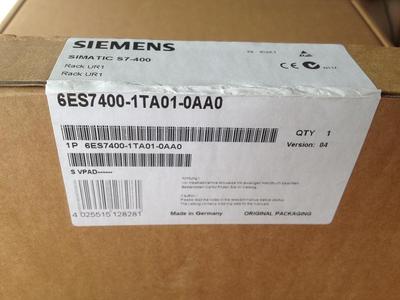 SIEMENS
SIMATIC S7-400
Rack UR1
Rack UR1
6ES7400-1TA01-0AA0
QTY 1
1P 6ES7400-1TA01-0AA0
Version: 04
S VPAD
4 025515 128281
Made in Germany
ORIGINAL PACKAGING